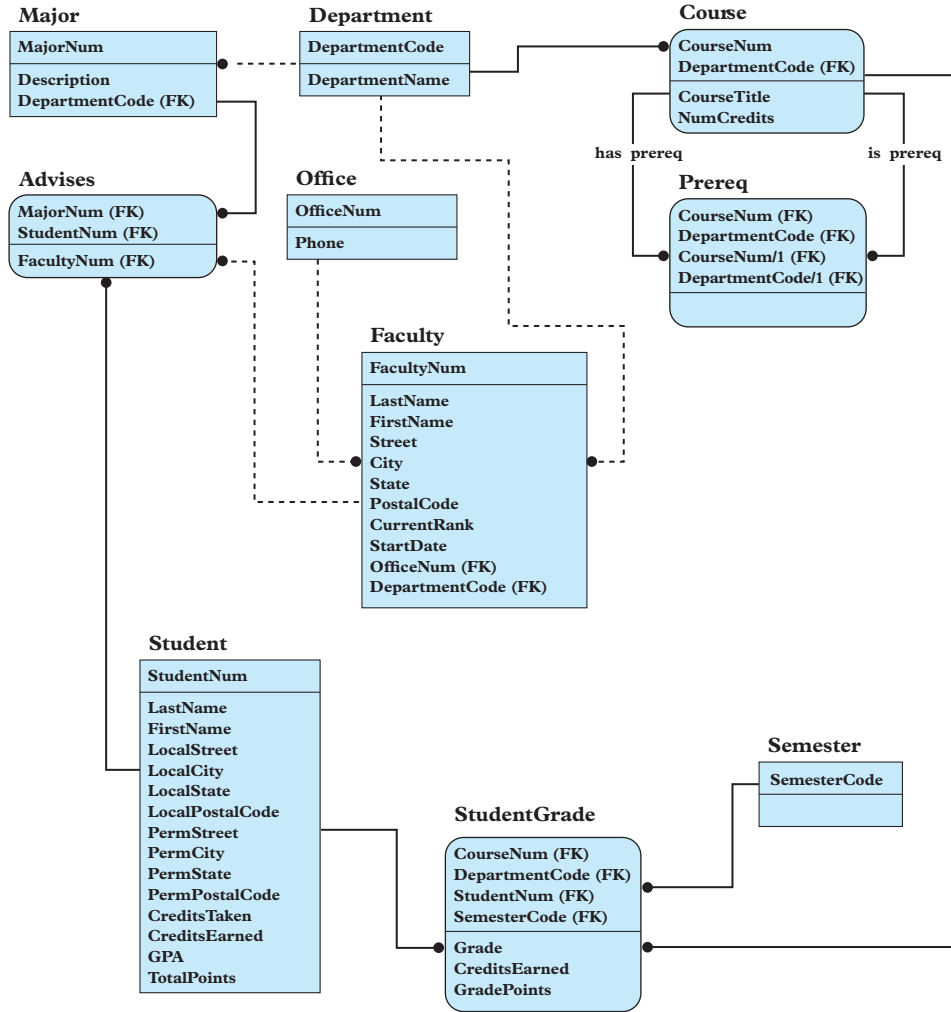 Major
MajorNum
Description
DepartmentCode (FK)
Department
DepartmentCode
DepartmentName
Course
CourseNum
DepartmentCode (FK)
CourseTitle
NumCredits
has prereq
is prereq
Advises
MajorNum (FK)
StudentNum (FK)
FacultyNum (FK)
Office
OfficeNum
Phone
Prereq
CourseNum (FK)
DepartmentCode (FK)
CourseNum/1 (FK)
DepartmentCode/1 (FK)
Faculty
FacultyNum
LastName
FirstName
Street
City
State
PostalCode
CurrentRank
StartDate
OfficeNum (FK)
DepartmentCode (FK)
Student
StudentNum
LastName
FirstName
LocalStreet
LocalCity
LocalState
LocalPostalCode
PermStreet
PermCity
PermState
PermPostalCode
CreditsTaken
CreditsEarned
GPA
TotalPoints
Semester
SemesterCode
StudentGrade
CourseNum (FK)
DepartmentCode (FK)
StudentNum (FK)
SemesterCode (FK)
Grade
CreditsEarned
GradePoints